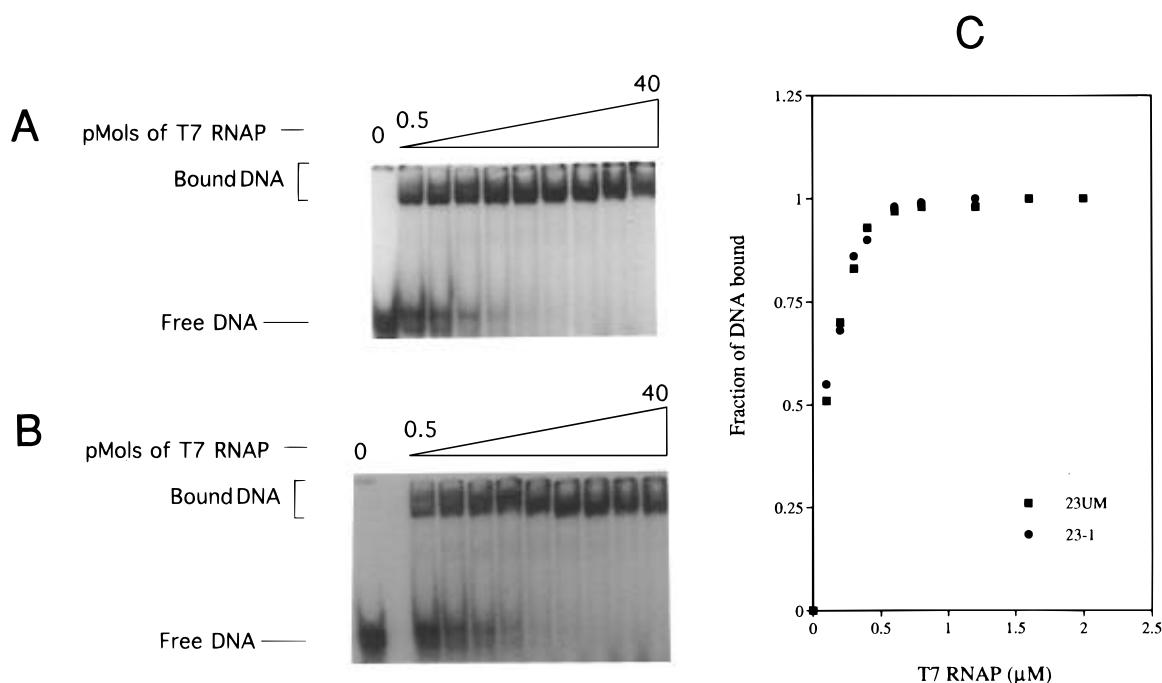 A
pMols of T7 RNAP
0
0.5
40
Bound DNA
Free DNA
B
pMols of T7 RNAP
0
0.5
40
Bound DNA
Free DNA
C
Fraction of DNA bound
1.25
1
0.75
0.5
0.25
0
23UM
23-1
0 0.5 1 1.5 2 2.5
T7 RNAP (μM)